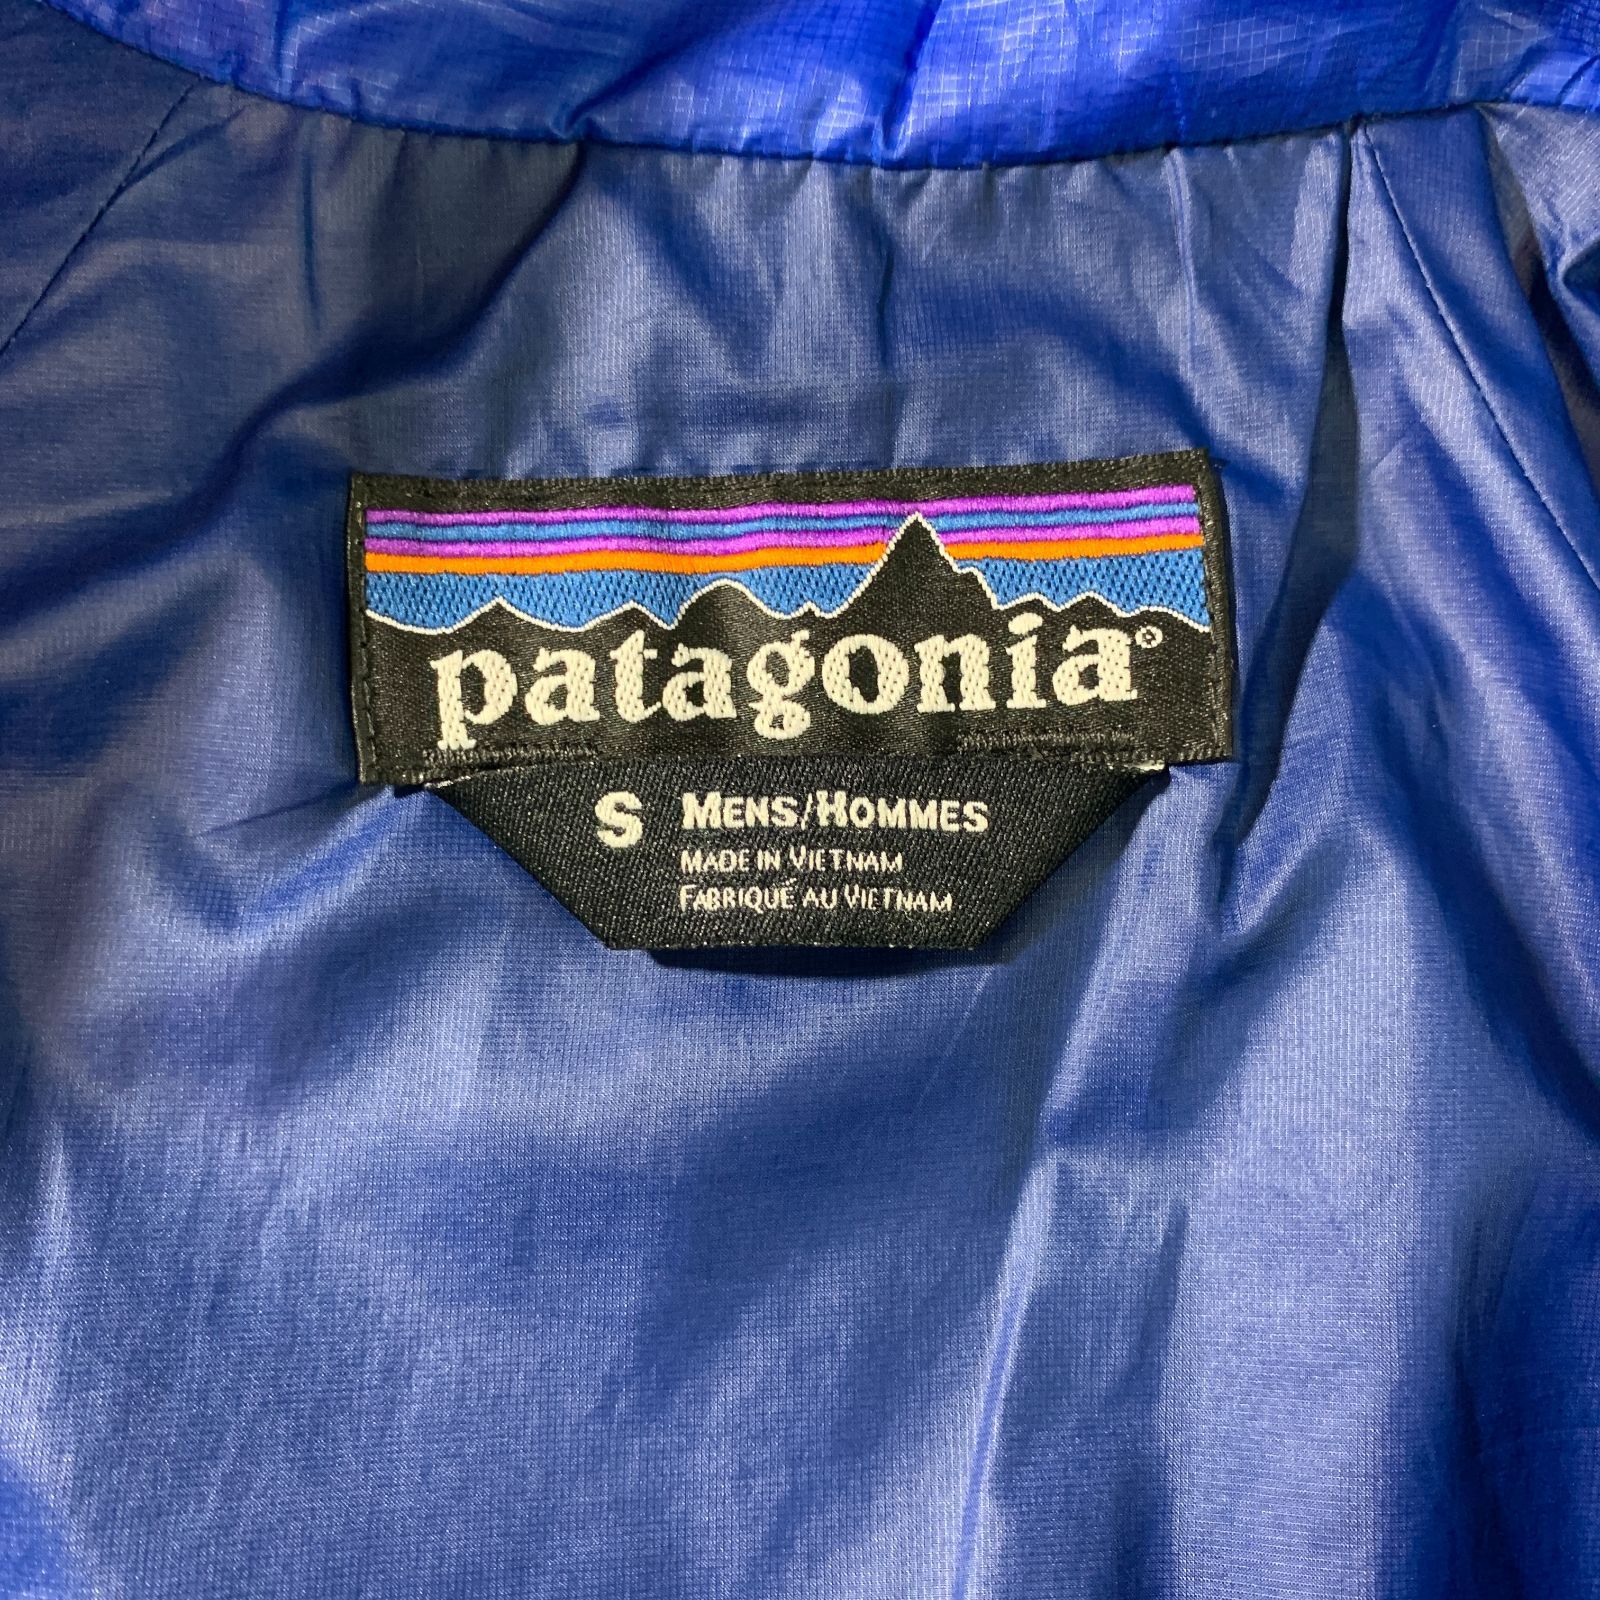 patagonia®
S MENS/HOMMES
MADE IN VIETNAM
FABRIQUÉ AU VIETNAM